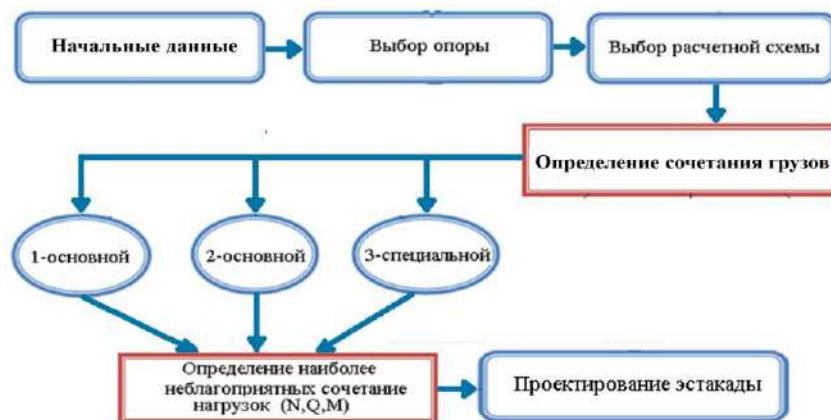 Начальные данные
Выбор опоры
Выбор расчетной схемы
Определение сочетания грузов
1-основной
2-основной
3-специальной
Определение наиболее
неблагоприятных сочетание
нагрузок (N,Q,M)
Проектирование эстакады